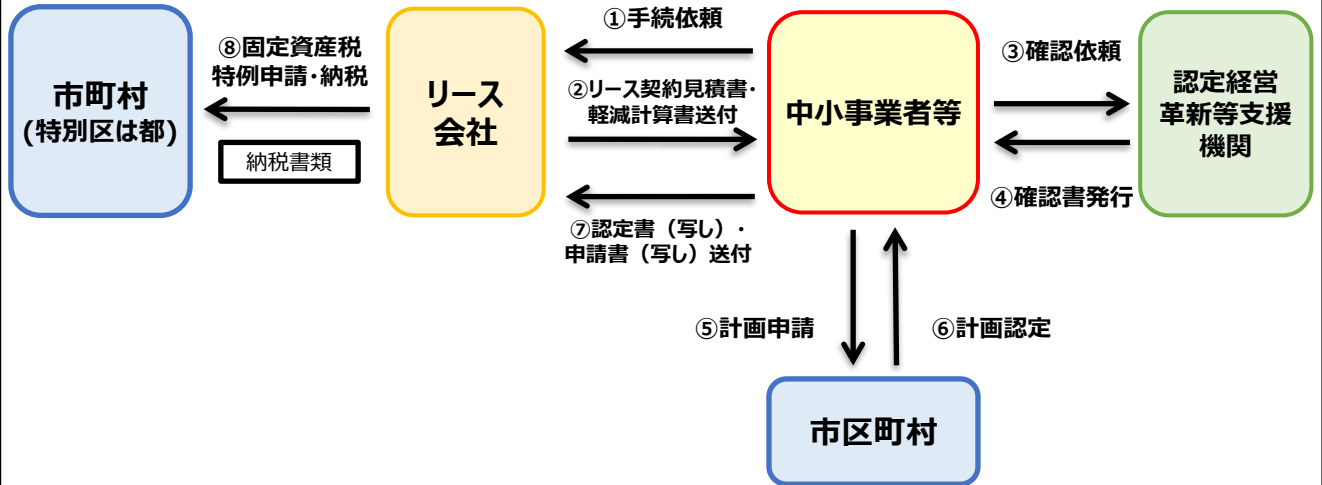 ①手続依頼
⑧固定資産税
特例申請・納税
③確認依頼
市町村
(特別区は都)
リース
会社
②リース契約見積書・
軽減計算書送付
中小事業者等
認定経営
革新等支援
機関
納税書類
④確認書発行
⑦認定書（写し）・
申請書（写し）送付
⑤計画申請
⑥計画認定
市区町村